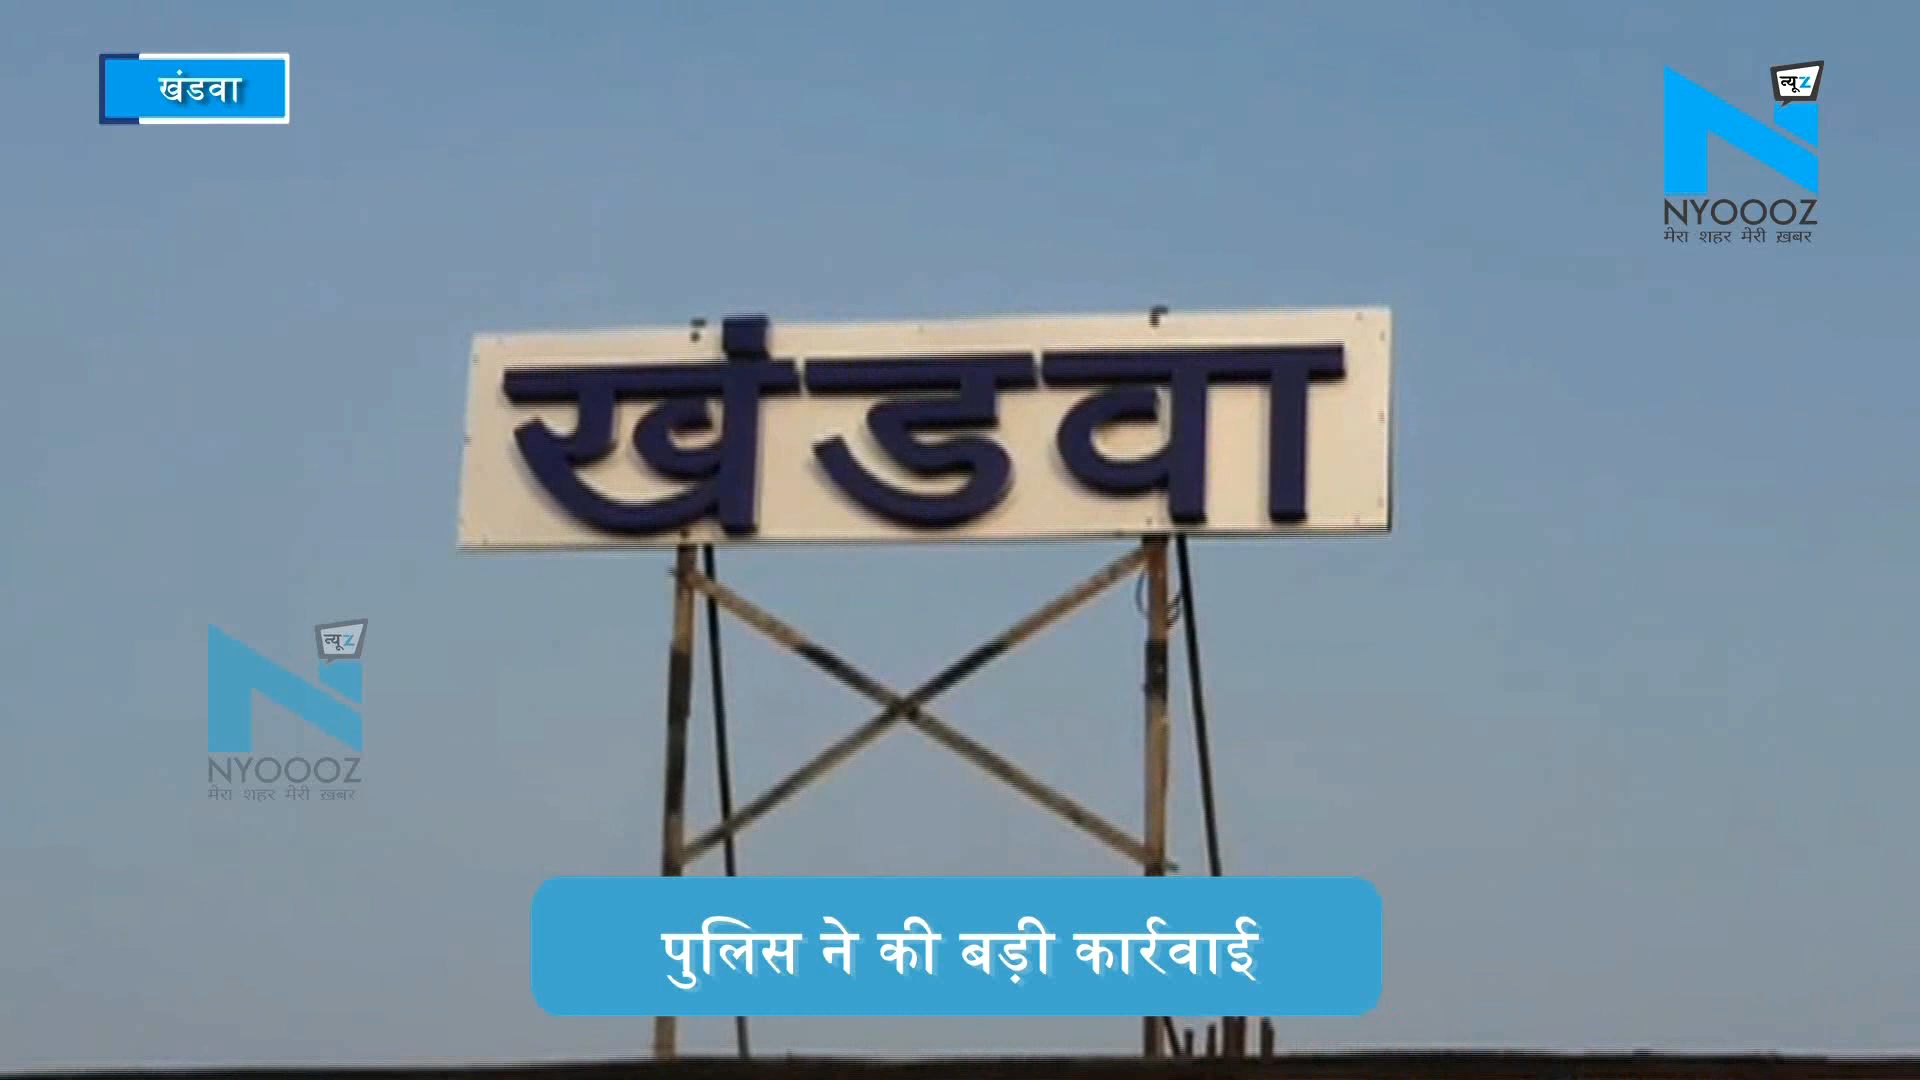 खंडवा
न्यूz
NYOOOZ
मेरा शहर मेरी ख़बर
खंडवा
न्यूz
NYOOOZ
मेरा शहर मेरी ख़बर
पुलिस ने की बड़ी कार्रवाई